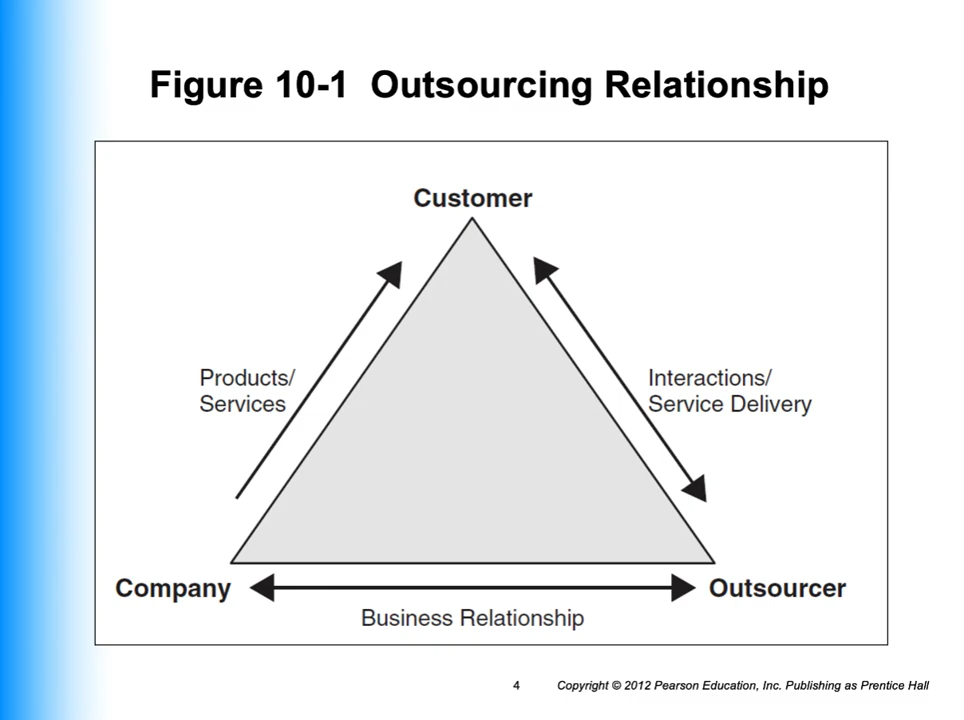 Figure 10-1  Outsourcing Relationship
Customer
Products/
Services
Interactions/
Service Delivery
Company
Outsourcer
Business Relationship
4
Copyright © 2012 Pearson Education, Inc. Publishing as Prentice Hall